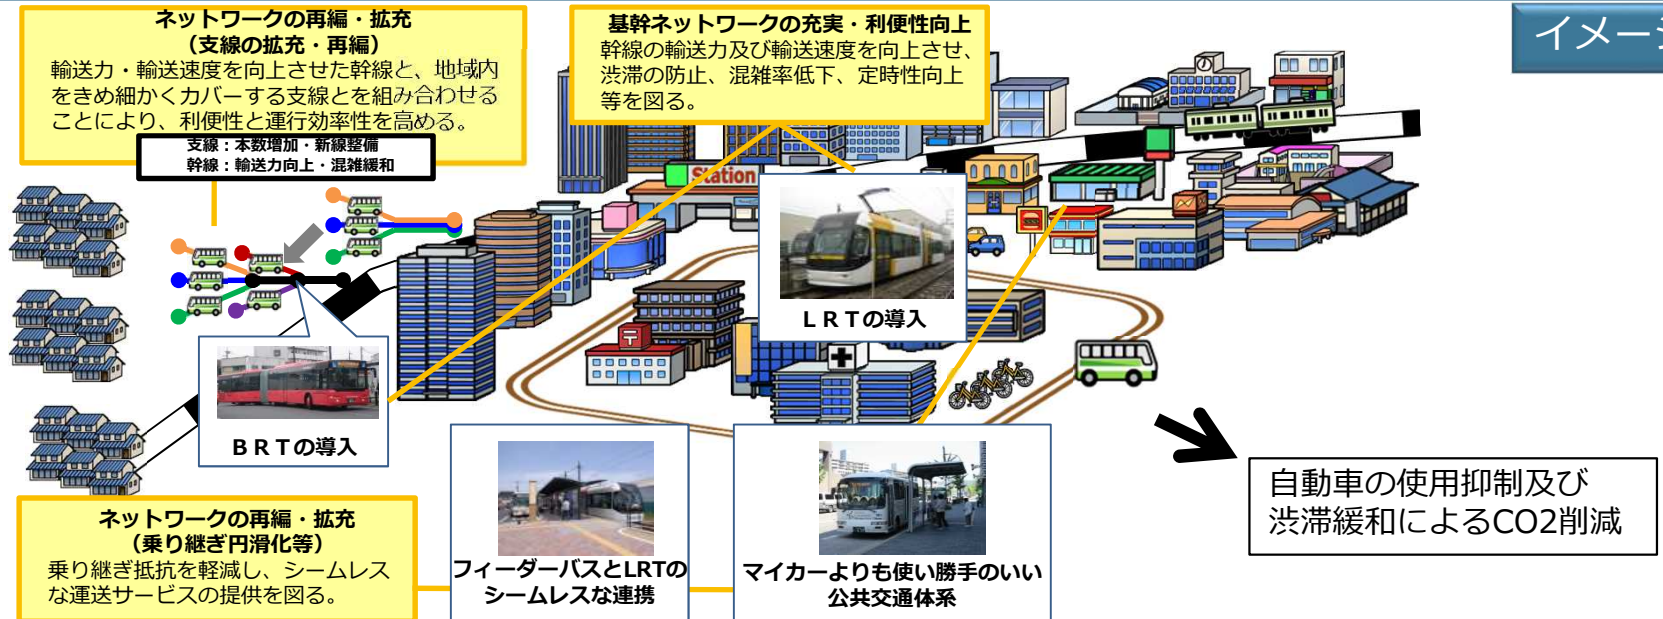 ネットワークの再編・拡充
（支線の拡充・再編）
輸送力・輸送速度を向上させた幹線と、地域内
をきめ細かくカバーする支線とを組み合わせる
ことにより、利便性と運行効率性を高める。
支線：本数増加・新線整備
幹線：輸送力向上・混雑緩和
基幹ネットワークの充実・利便性向上
幹線の輸送力及び輸送速度を向上させ、
渋滞の防止、混雑率低下、定時性向上
等を図る。
イメー
Station
ＬＲＴの導入
ＢＲＴの導入
ネットワークの再編・拡充
（乗り継ぎ円滑化等）
乗り継ぎ抵抗を軽減し、シームレス
な運送サービスの提供を図る。
フィーダーバスとLRTの
シームレスな連携
マイカーよりも使い勝手のいい
公共交通体系
自動車の使用抑制及び
渋滞緩和によるCO2削減